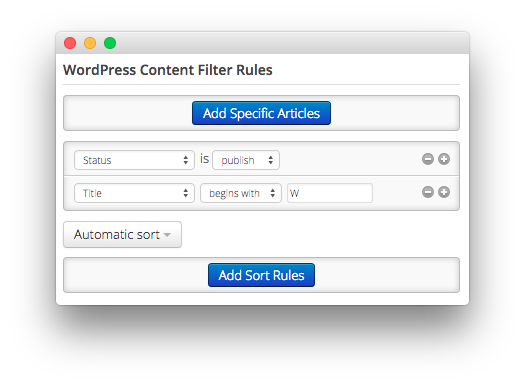 WordPress Content Filter Rules
Add Specific Articles
Status is publish
Title begins with W
Automatic sort
Add Sort Rules